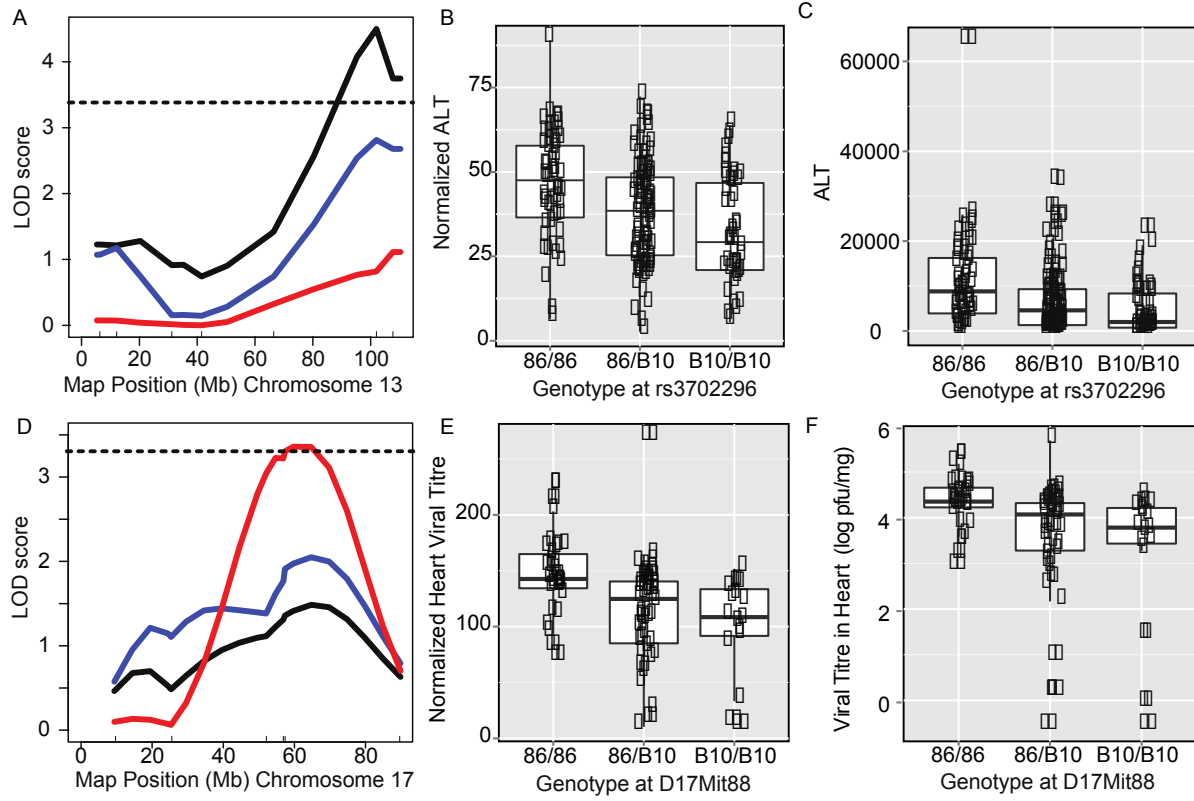 A
4
3
2
1
0
LOD score
0
20
40
60
80
100
Map Position (Mb) Chromosome 13
B
75
50
25
0
Normalized ALT
86/86
86/B10
B10/B10
Genotype at rs3702296
C
60000
40000
20000
0
ALT
86/86
86/B10
B10/B10
Genotype at rs3702296
D
3
2
1
0
LOD score
0
20
40
60
80
Map Position (Mb) Chromosome 17
E
200
100
0
Normalized Heart Viral Titre
86/86
86/B10
B10/B10
Genotype at D17Mit88
F
6
4
2
0
Viral Titre in Heart (log pfu/mg)
86/86
86/B10
B10/B10
Genotype at D17Mit88